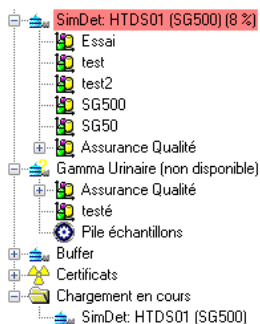 SimDet: HTDS01 (SG500) (8 %)
Essai
test
test2
SG500
SG50
Assurance Qualité
Gamma Urinaire (non disponible)
Assurance Qualité
testé
Pile échantillons
Buffer
Certificats
Chargement en cours
SimDet: HTDS01 (SG500)